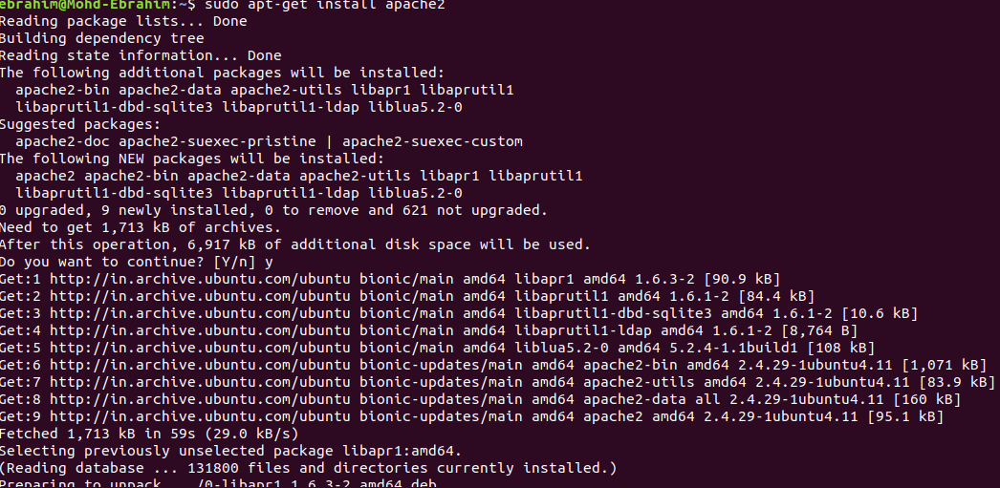 ebrahim@Mohd-Ebrahim:~$ sudo apt-get install apache2
Reading package lists... Done
Building dependency tree
Reading state information... Done
The following additional packages will be installed:
  apache2-bin apache2-data apache2-utils libapr1 libaprutil1
  libaprutil1-dbd-sqlite3 libaprutil1-ldap liblua5.2-0
Suggested packages:
  apache2-doc apache2-suexec-pristine | apache2-suexec-custom
The following NEW packages will be installed:
  apache2 apache2-bin apache2-data apache2-utils libapr1 libaprutil1
  libaprutil1-dbd-sqlite3 libaprutil1-ldap liblua5.2-0
0 upgraded, 9 newly installed, 0 to remove and 621 not upgraded.
Need to get 1,713 kB of archives.
After this operation, 6,917 kB of additional disk space will be used.
Do you want to continue? [Y/n] y
Get:1 http://in.archive.ubuntu.com/ubuntu bionic/main amd64 libapr1 amd64 1.6.3-2 [90.9 kB]
Get:2 http://in.archive.ubuntu.com/ubuntu bionic/main amd64 libaprutil1 amd64 1.6.1-2 [84.4 kB]
Get:3 http://in.archive.ubuntu.com/ubuntu bionic/main amd64 libaprutil1-dbd-sqlite3 amd64 1.6.1-2 [10.6 kB]
Get:4 http://in.archive.ubuntu.com/ubuntu bionic/main amd64 libaprutil1-ldap amd64 1.6.1-2 [8,764 B]
Get:5 http://in.archive.ubuntu.com/ubuntu bionic/main amd64 liblua5.2-0 amd64 5.2.4-1.1build1 [108 kB]
Get:6 http://in.archive.ubuntu.com/ubuntu bionic-updates/main amd64 apache2-bin amd64 2.4.29-1ubuntu4.11 [1,071 kB]
Get:7 http://in.archive.ubuntu.com/ubuntu bionic-updates/main amd64 apache2-utils amd64 2.4.29-1ubuntu4.11 [83.9 kB]
Get:8 http://in.archive.ubuntu.com/ubuntu bionic-updates/main amd64 apache2-data all 2.4.29-1ubuntu4.11 [160 kB]
Get:9 http://in.archive.ubuntu.com/ubuntu bionic-updates/main amd64 apache2 amd64 2.4.29-1ubuntu4.11 [95.1 kB]
Fetched 1,713 kB in 59s (29.0 kB/s)
Selecting previously unselected package libapr1:amd64.
(Reading database ... 131800 files and directories currently installed.)
Preparing to unpack .../0-libapr1_1.6.3-2_amd64.deb